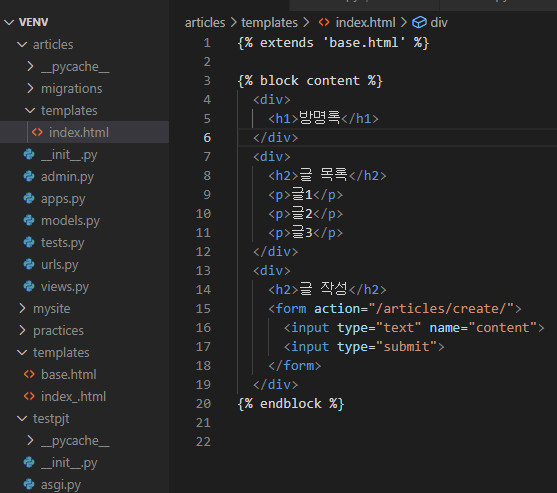 articles > templates > index.html > div
VENV
articles
__pycache__
migrations
templates
index.html
__init__.py
admin.py
apps.py
models.py
tests.py
urls.py
views.py
mysite
practices
templates
base.html
index_.html
testpjt
__pycache__
__init__.py
asgi.py
1 {% extends 'base.html' %}
2
3 {% block content %}
4 <div>
5 <h1>방명록</h1>
6 </div>
7 <div>
8 <h2>글 목록</h2>
9 <p>글1</p>
10 <p>글2</p>
11 <p>글3</p>
12 </div>
13 <div>
14 <h2>글 작성</h2>
15 <form action="/articles/create/">
16 <input type="text" name="content">
17 <input type="submit">
18 </form>
19 </div>
20 {% endblock %}
21
22